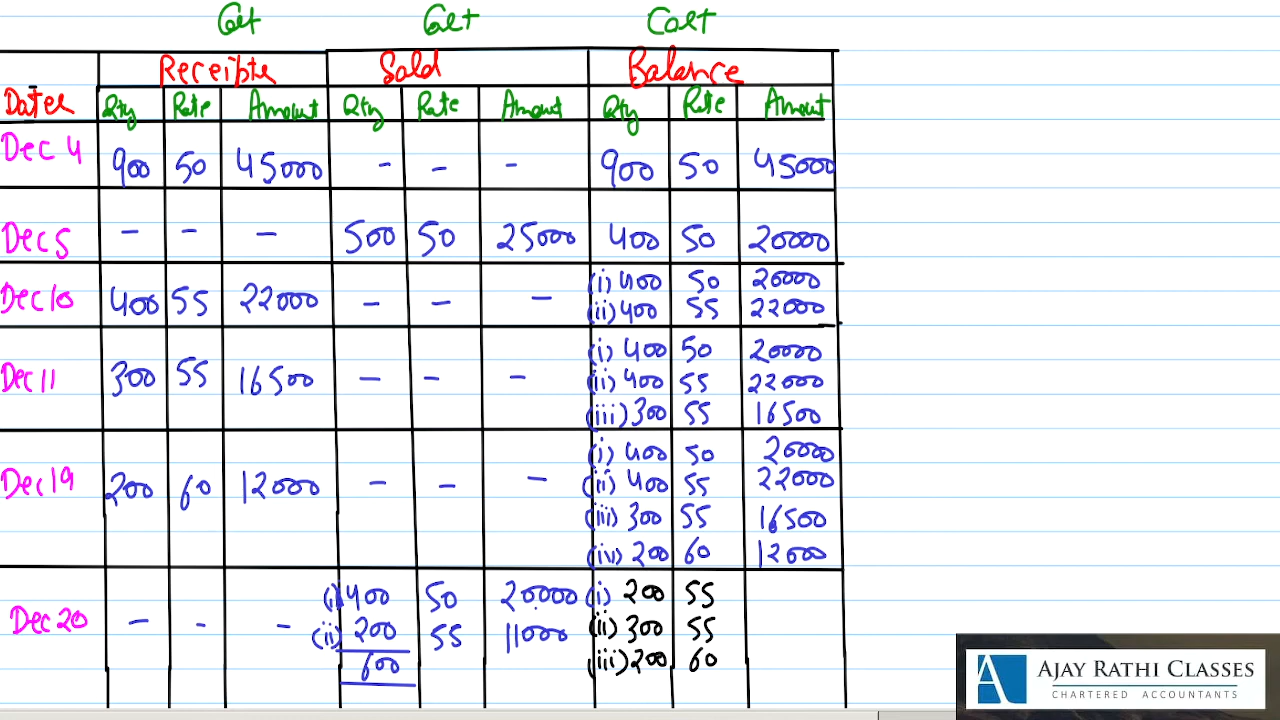 Cost Cost Cost
Receipts Sold Balance
Dates Qty Rate Amount Qty Rate Amount Qty Rate Amount
Dec 4 900 50 45000 - - - 900 50 45000
Dec 5 - - - 500 50 25000 400 50 20000
(i) 400 50 20000
Dec 10 400 55 22000 - - - (ii) 400 55 22000
(i) 400 50 20000
Dec 11 300 55 16500 - - - (ii) 400 55 22000
(iii) 300 55 16500
(i) 400 50 20000
Dec 19 200 60 12000 - - - (ii) 400 55 22000
(iii) 300 55 16500
(iv) 200 60 12000
(i) 400 50 20000 (i) 200 55
Dec 20 - - - (ii) 200 55 11000 (ii) 300 55
600 (iii) 200 60
AJAY RATHI CLASSES
CHARTERED ACCOUNTANTS